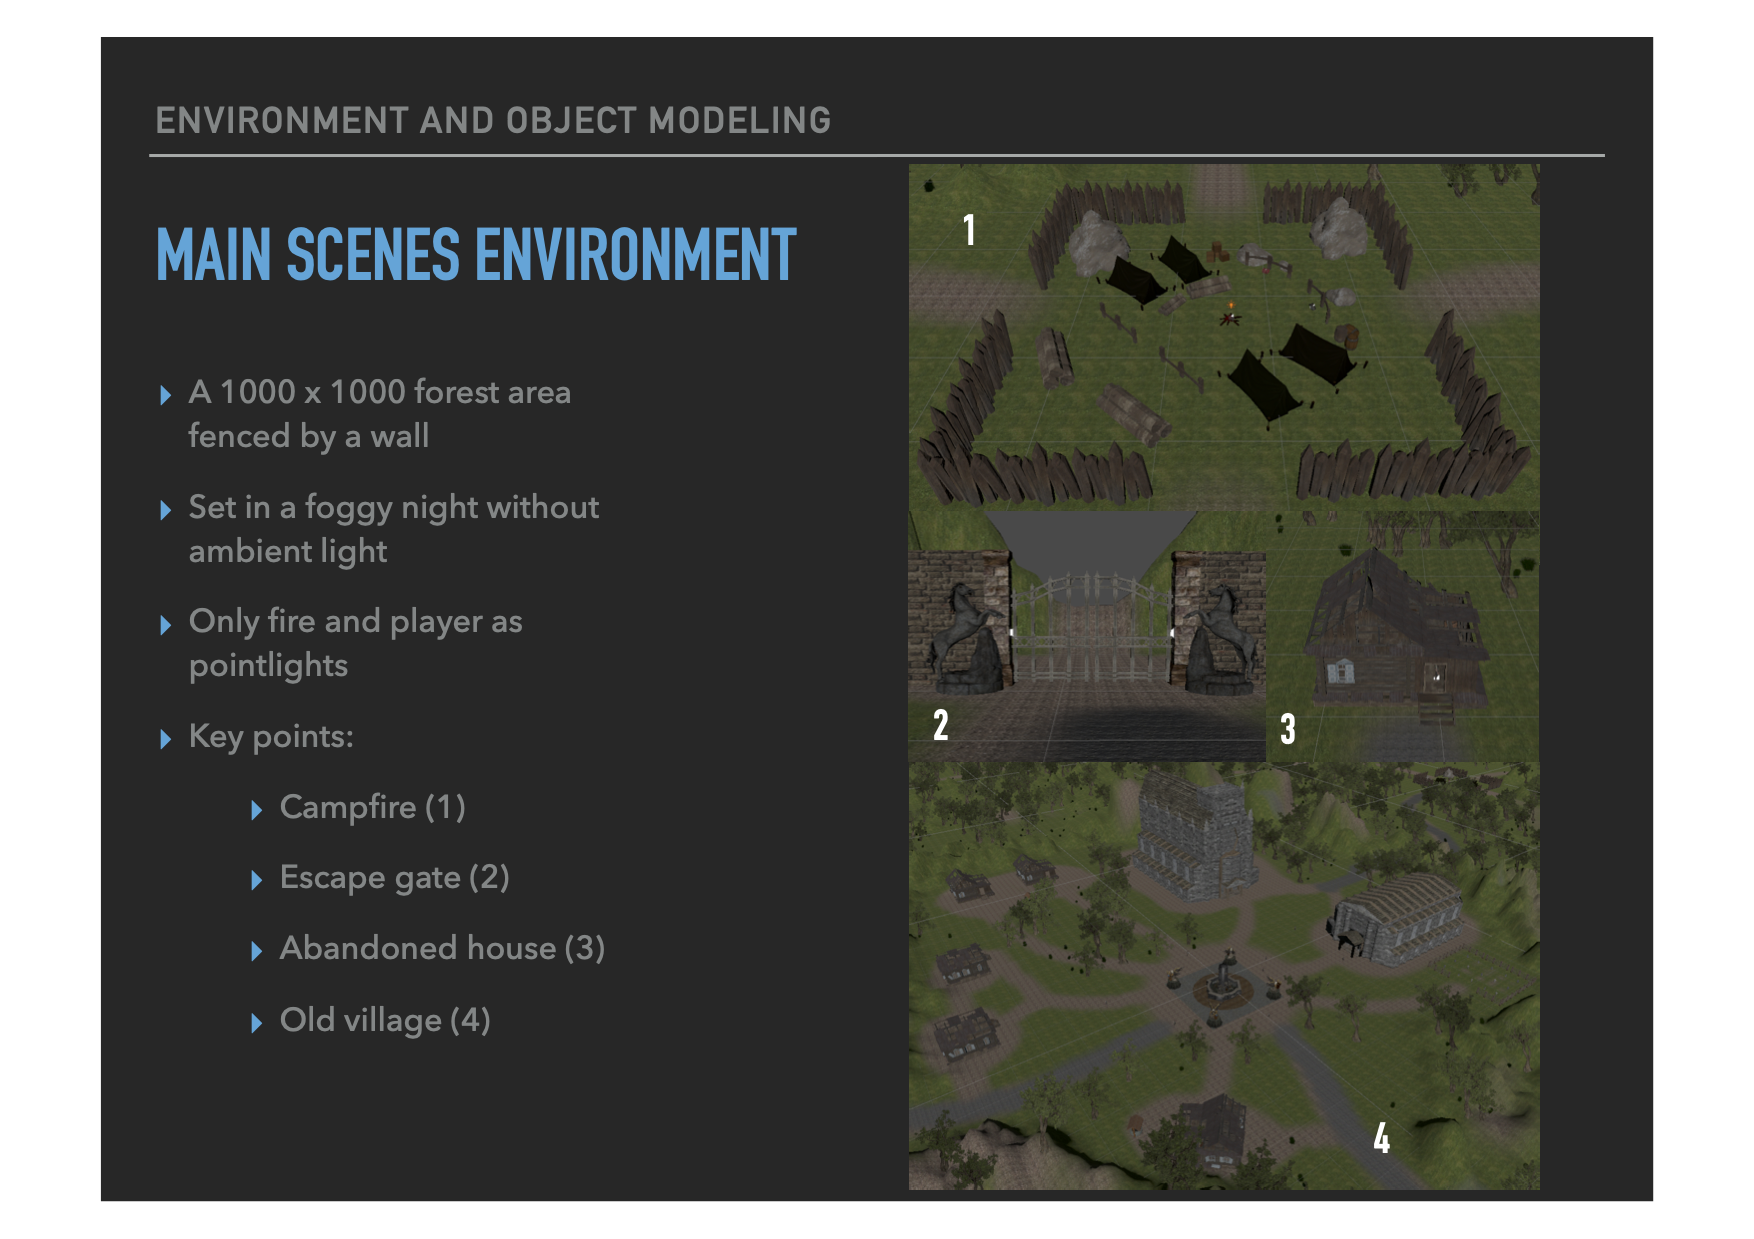 ENVIRONMENT AND OBJECT MODELING
MAIN SCENES ENVIRONMENT
A 1000 x 1000 forest area
fenced by a wall
Set in a foggy night without
ambient light
Only fire and player as
pointlights
Key points:
Campfire (1)
Escape gate (2)
Abandoned house (3)
Old village (4)
1
2
3
4